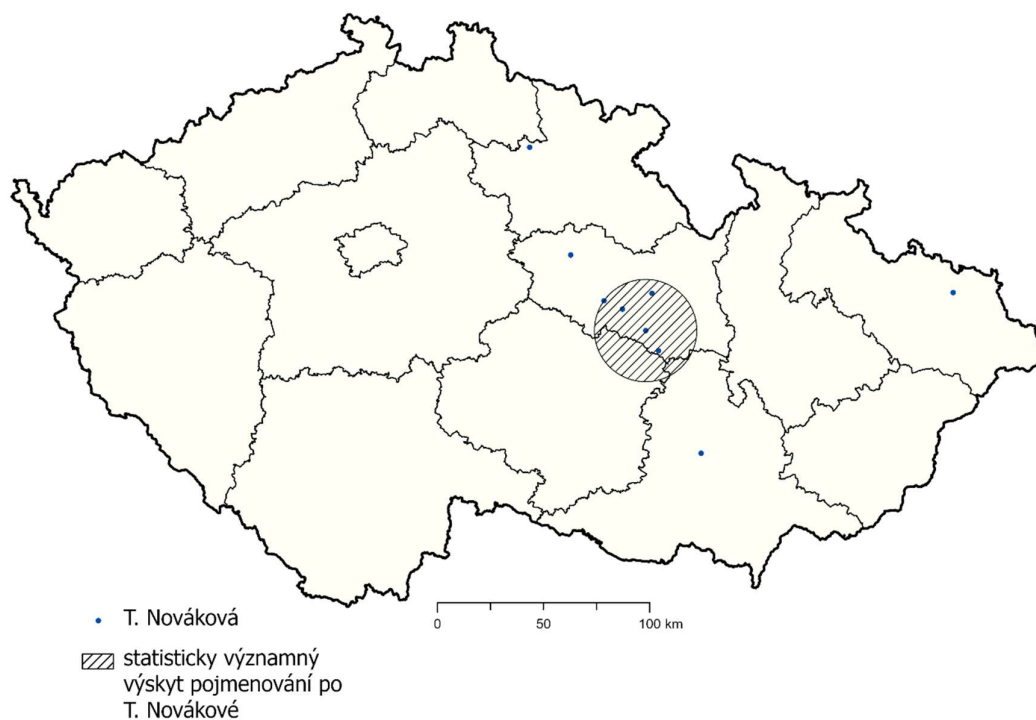 0 50 100 km
T. Nováková
statisticky významný
výskyt pojmenování po
T. Novákové